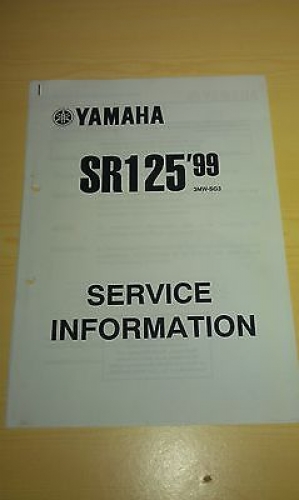 YAMAHA
SR125'99
3MW-SG3
SERVICE
INFORMATION